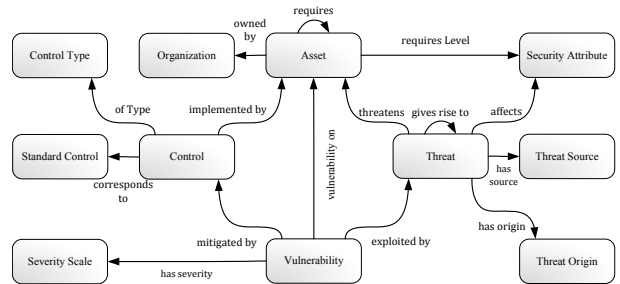 requires
owned
by
requires Level
Control Type
Organization
Asset
Security Attribute
of Type
implemented by
threatens
gives rise to
affects
vulnerability on
Standard Control
Control
Threat
Threat Source
corresponds
to
has
source
mitigated by
exploited by
has origin
Severity Scale
has severity
Vulnerability
Threat Origin